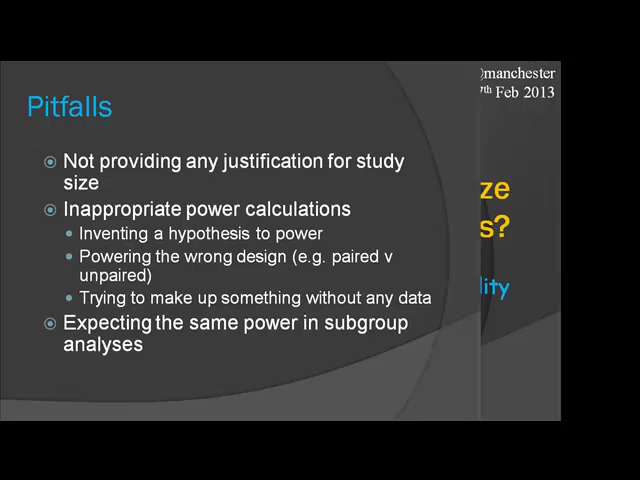 Pitfalls
Not providing any justification for study
size
Inappropriate power calculations
Inventing a hypothesis to power
Powering the wrong design (e.g. paired v
unpaired)
Trying to make up something without any data
Expecting the same power in subgroup
analyses
manchester
7th Feb 2013
ze
s?
lity